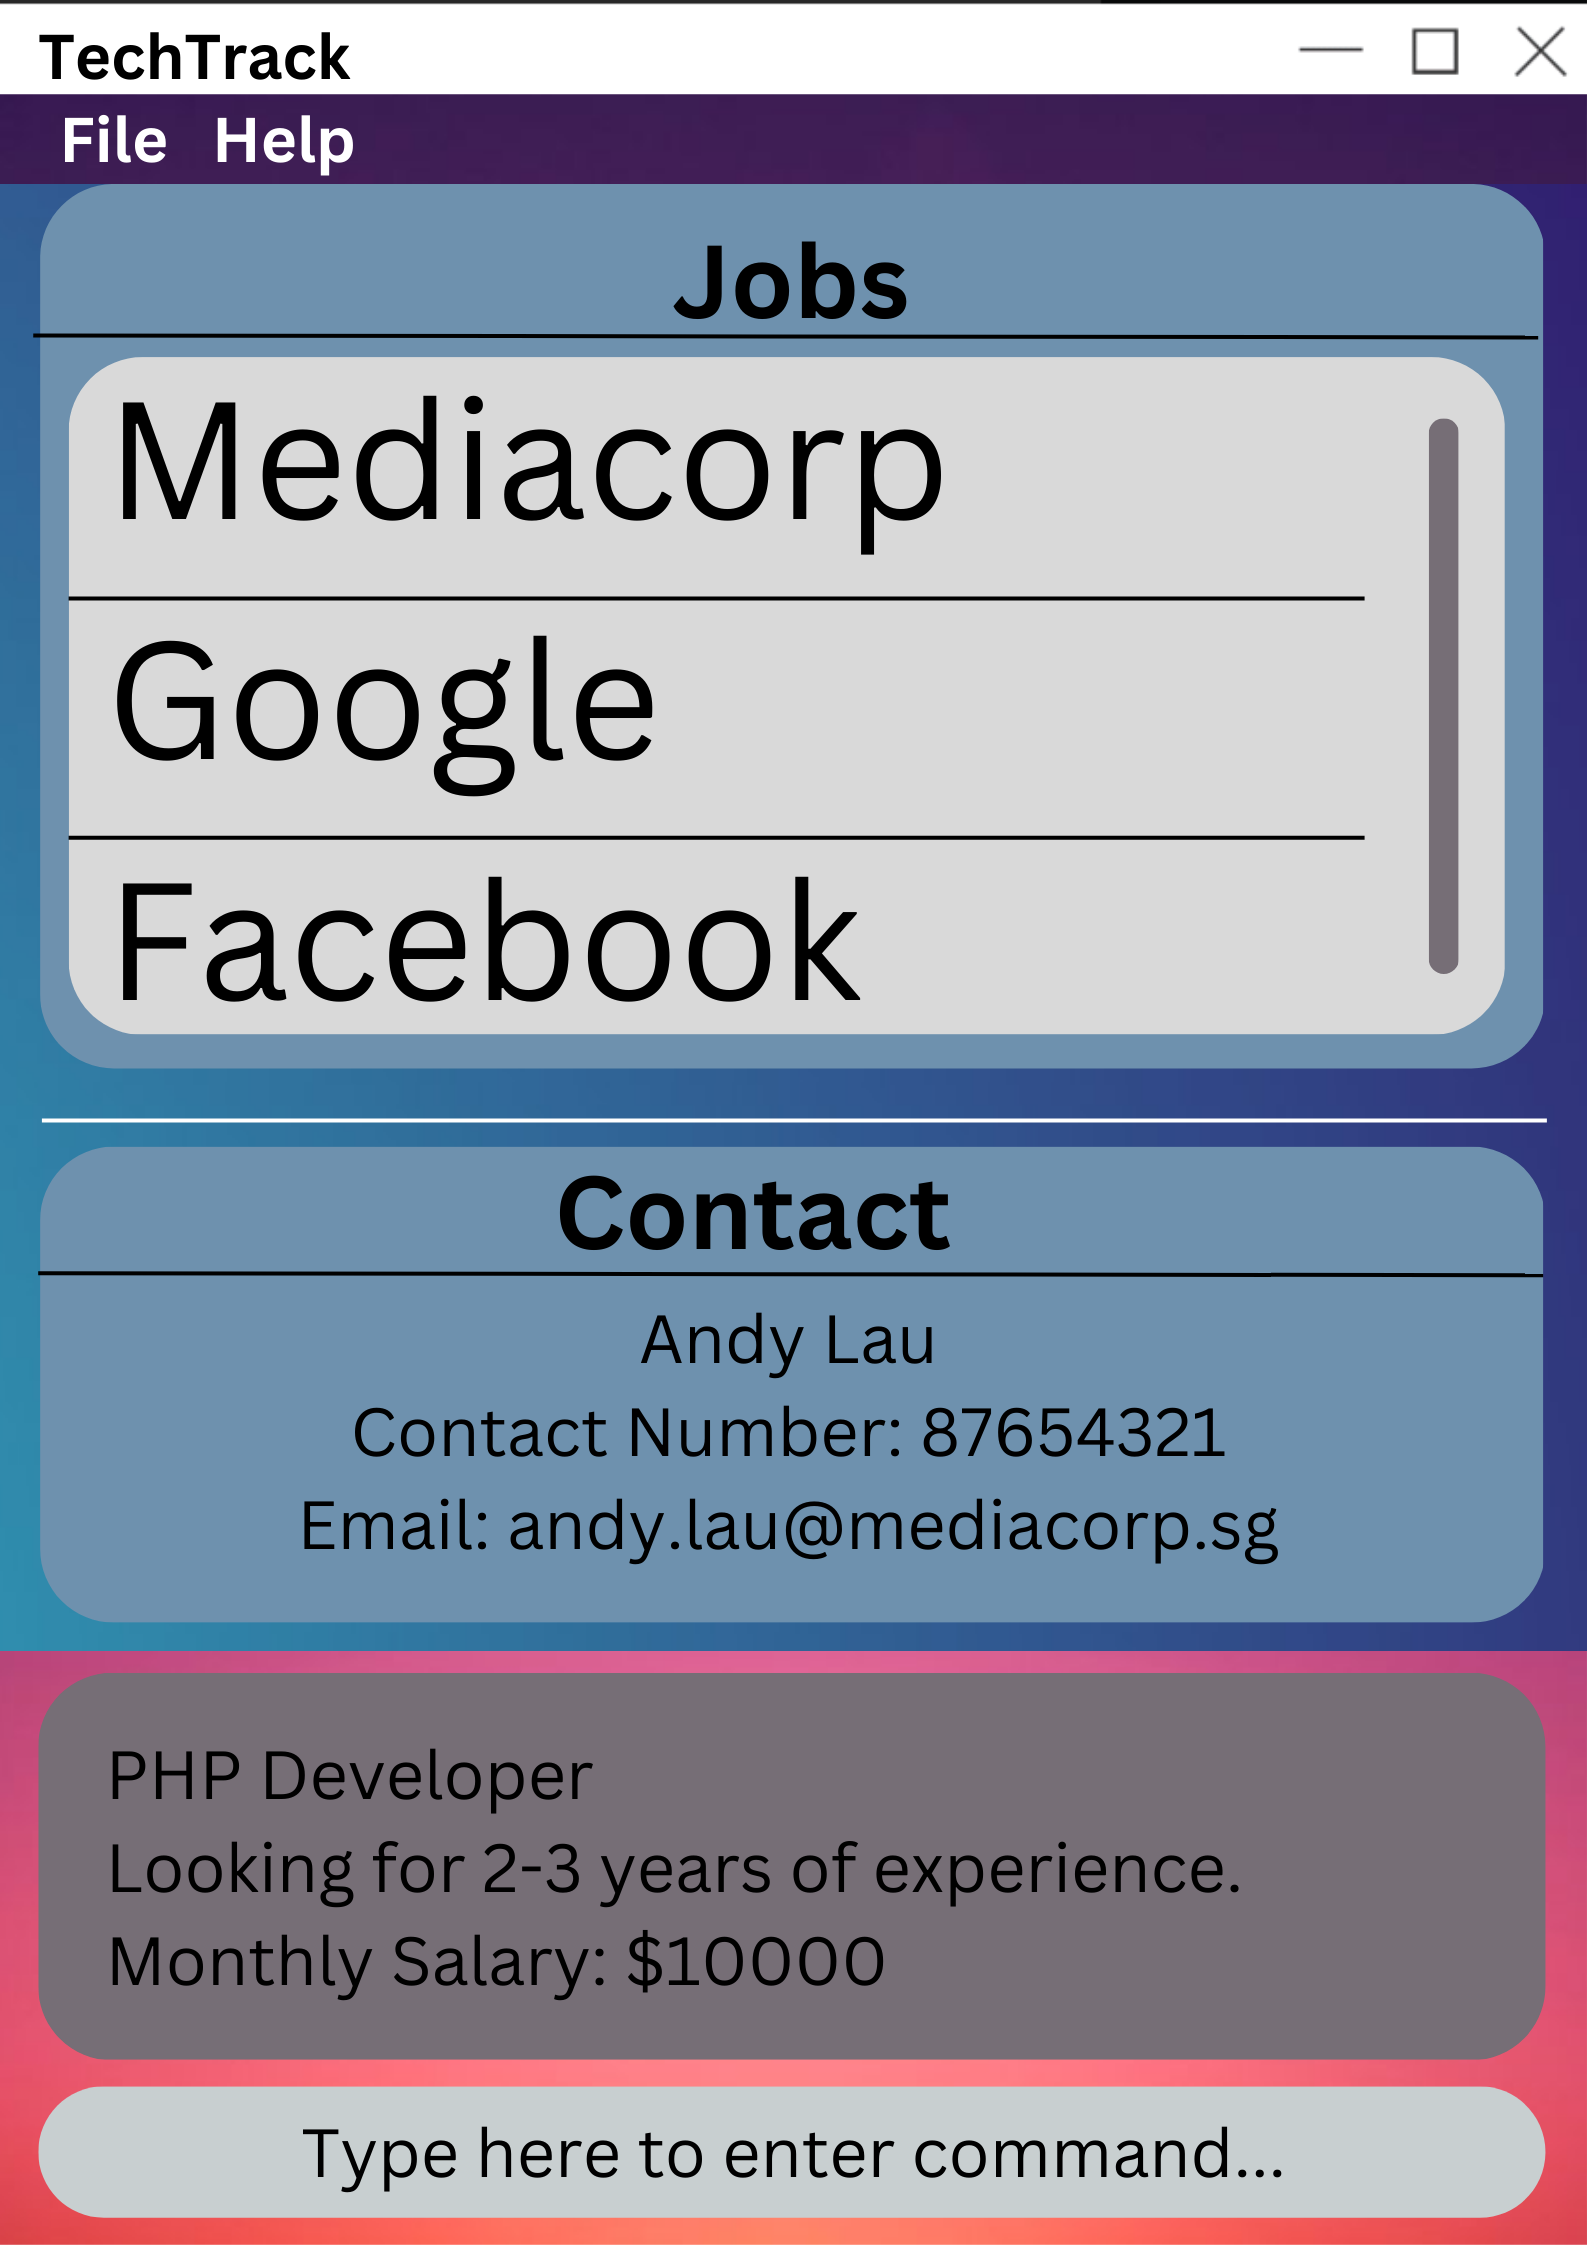 TechTrack
File Help
Jobs
Mediacorp
Google
Facebook
Contact
Andy Lau
Contact Number: 87654321
Email: andy.lau@mediacorp.sg
PHP Developer
Looking for 2-3 years of experience.
Monthly Salary: $10000
Type here to enter command...